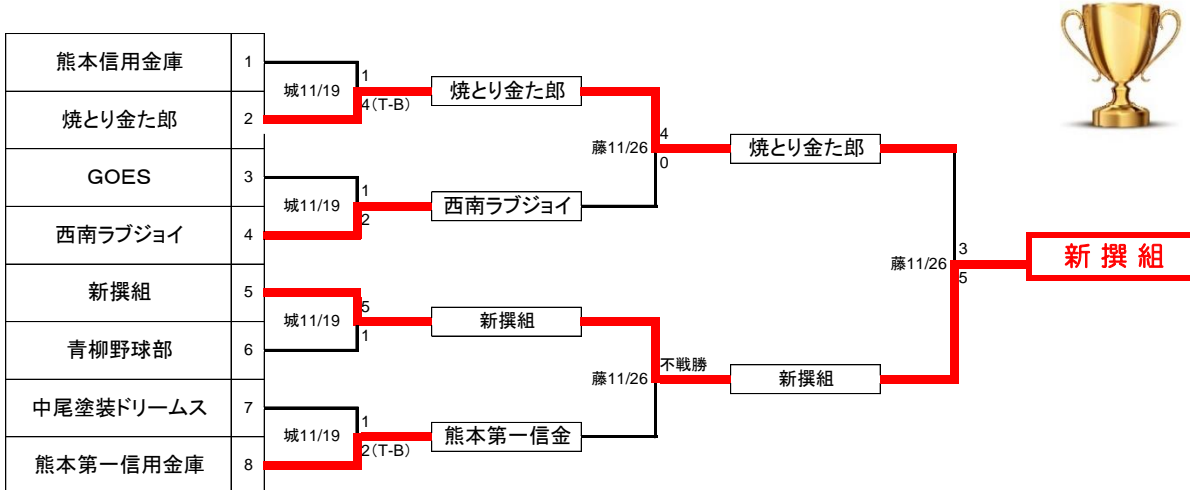 熊本信用金庫 1
焼とり金た郎 2
GOES 3
西南ラブジョイ 4
新撰組 5
青柳野球部 6
中尾塗装ドリームス 7
熊本第一信用金庫 8
城11/19
1
4(T-B)
城11/19
1
2
城11/19
5
1
城11/19
1
2(T-B)
焼とり金た郎
西南ラブジョイ
新撰組
熊本第一信金
藤11/26
4
0
藤11/26
不戦勝
焼とり金た郎
新撰組
藤11/26
3
5
新撰組